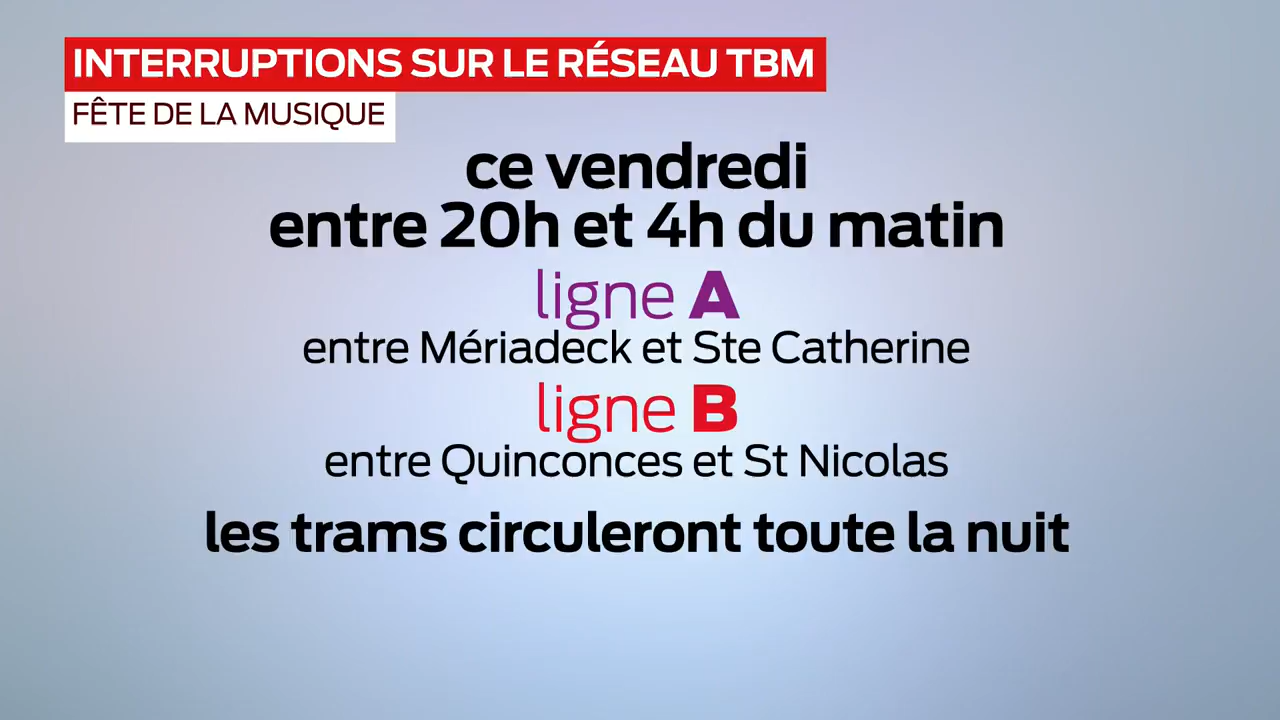 INTERRUPTIONS SUR LE RÉSEAU TBM
FÊTE DE LA MUSIQUE
ce vendredi
entre 20h et 4h du matin
ligne A
entre Mériadeck et Ste Catherine
ligne B
entre Quinconces et St Nicolas
les trams circuleront toute la nuit